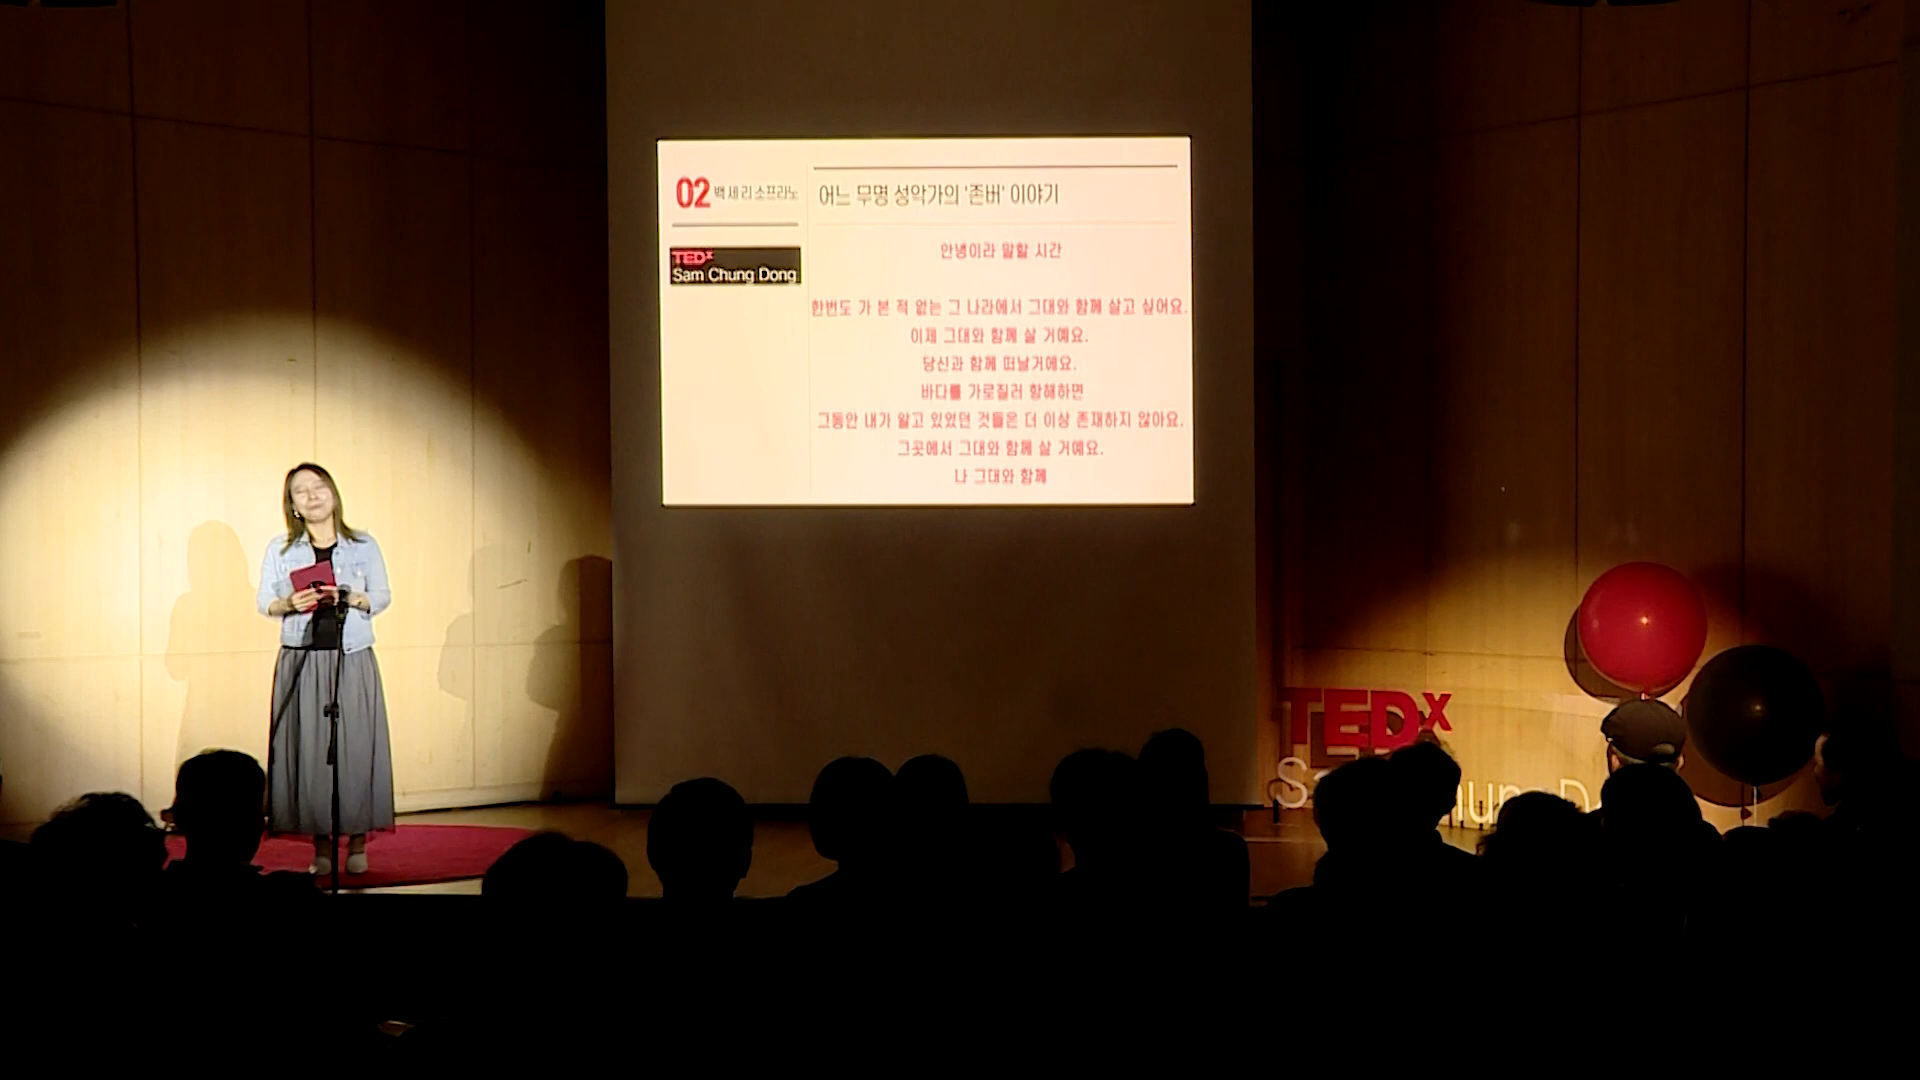 02 백세리 소프라노
어느 무명 성악가의 '존버' 이야기
TEDx
Sam Chung Dong
안녕이라 말할 시간
한번도 가 본 적 없는 그 나라에서 그대와 함께 살고 싶어요.
이제 그대와 함께 살 거예요.
당신과 함께 떠날거에요.
바다를 가로질러 항해하면
그동안 내가 알고 있었던 것들은 더 이상 존재하지 않아요.
그곳에서 그대와 함께 살 거예요.
나 그대와 함께
TEDx